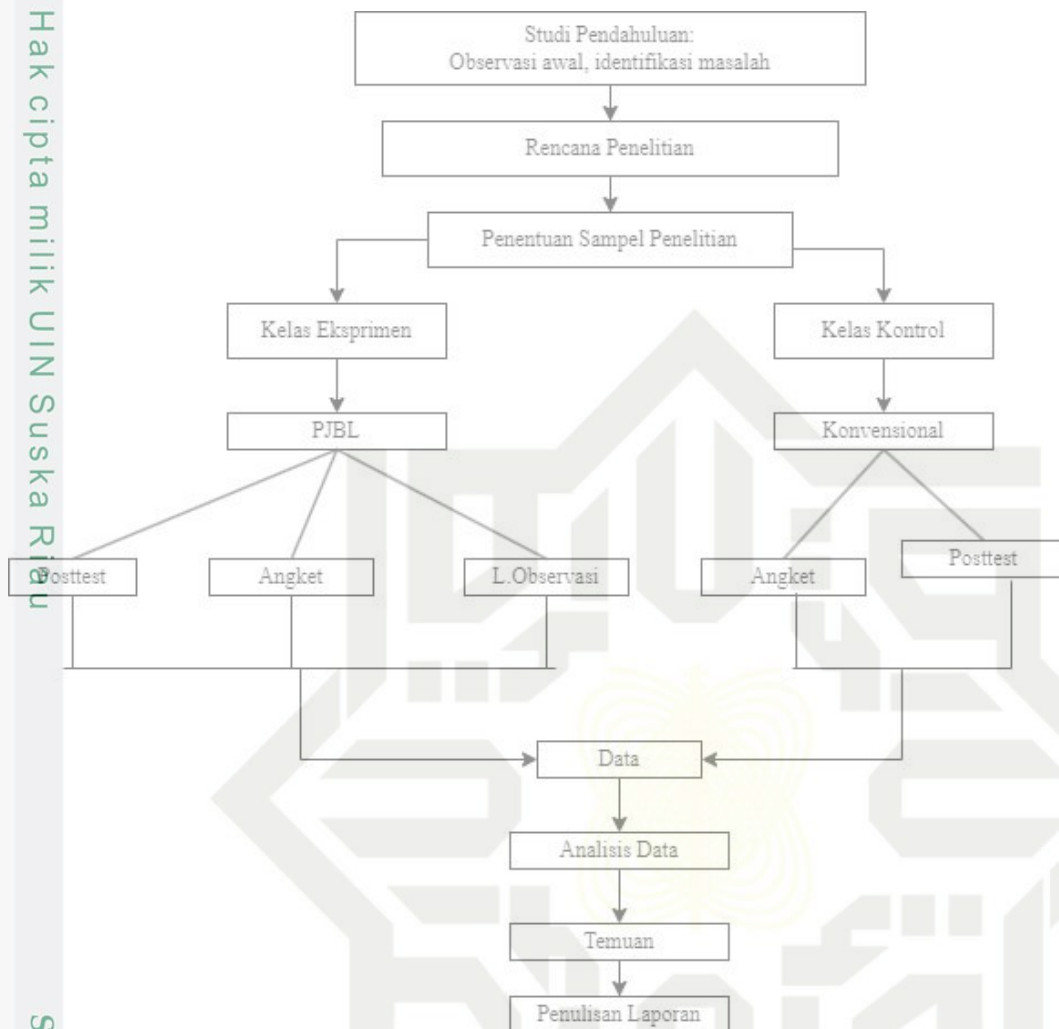 Hak cipta milik UIN Suska Riau
Studi Pendahuluan:
Observasi awal, identifikasi masalah
Rencana Penelitian
Penentuan Sampel Penelitian
Kelas Eksprimen
Kelas Kontrol
PJBL
Konvensional
Posttest
Angket
L.Observasi
Angket
Posttest
Data
Analisis Data
Temuan
Penulisan Laporan
S